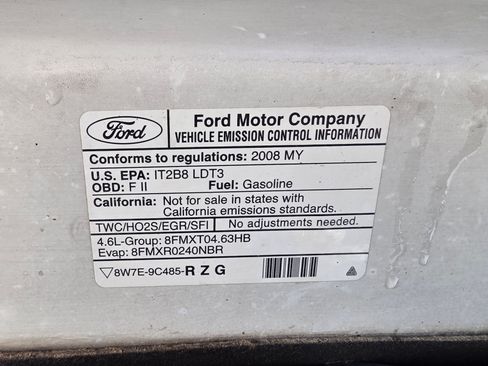 Ford
Ford Motor Company
VEHICLE EMISSION CONTROL INFORMATION
Conforms to regulations: 2008 MY
U.S. EPA: IT2B8 LDT3
OBD: F II Fuel: Gasoline
California: Not for sale in states with
California emissions standards.
TWC/HO2S/EGR/SFI No adjustments needed.
4.6L-Group: 8FMXT04.63HB
Evap: 8FMXR0240NBR
8W7E-9C485-R Z G